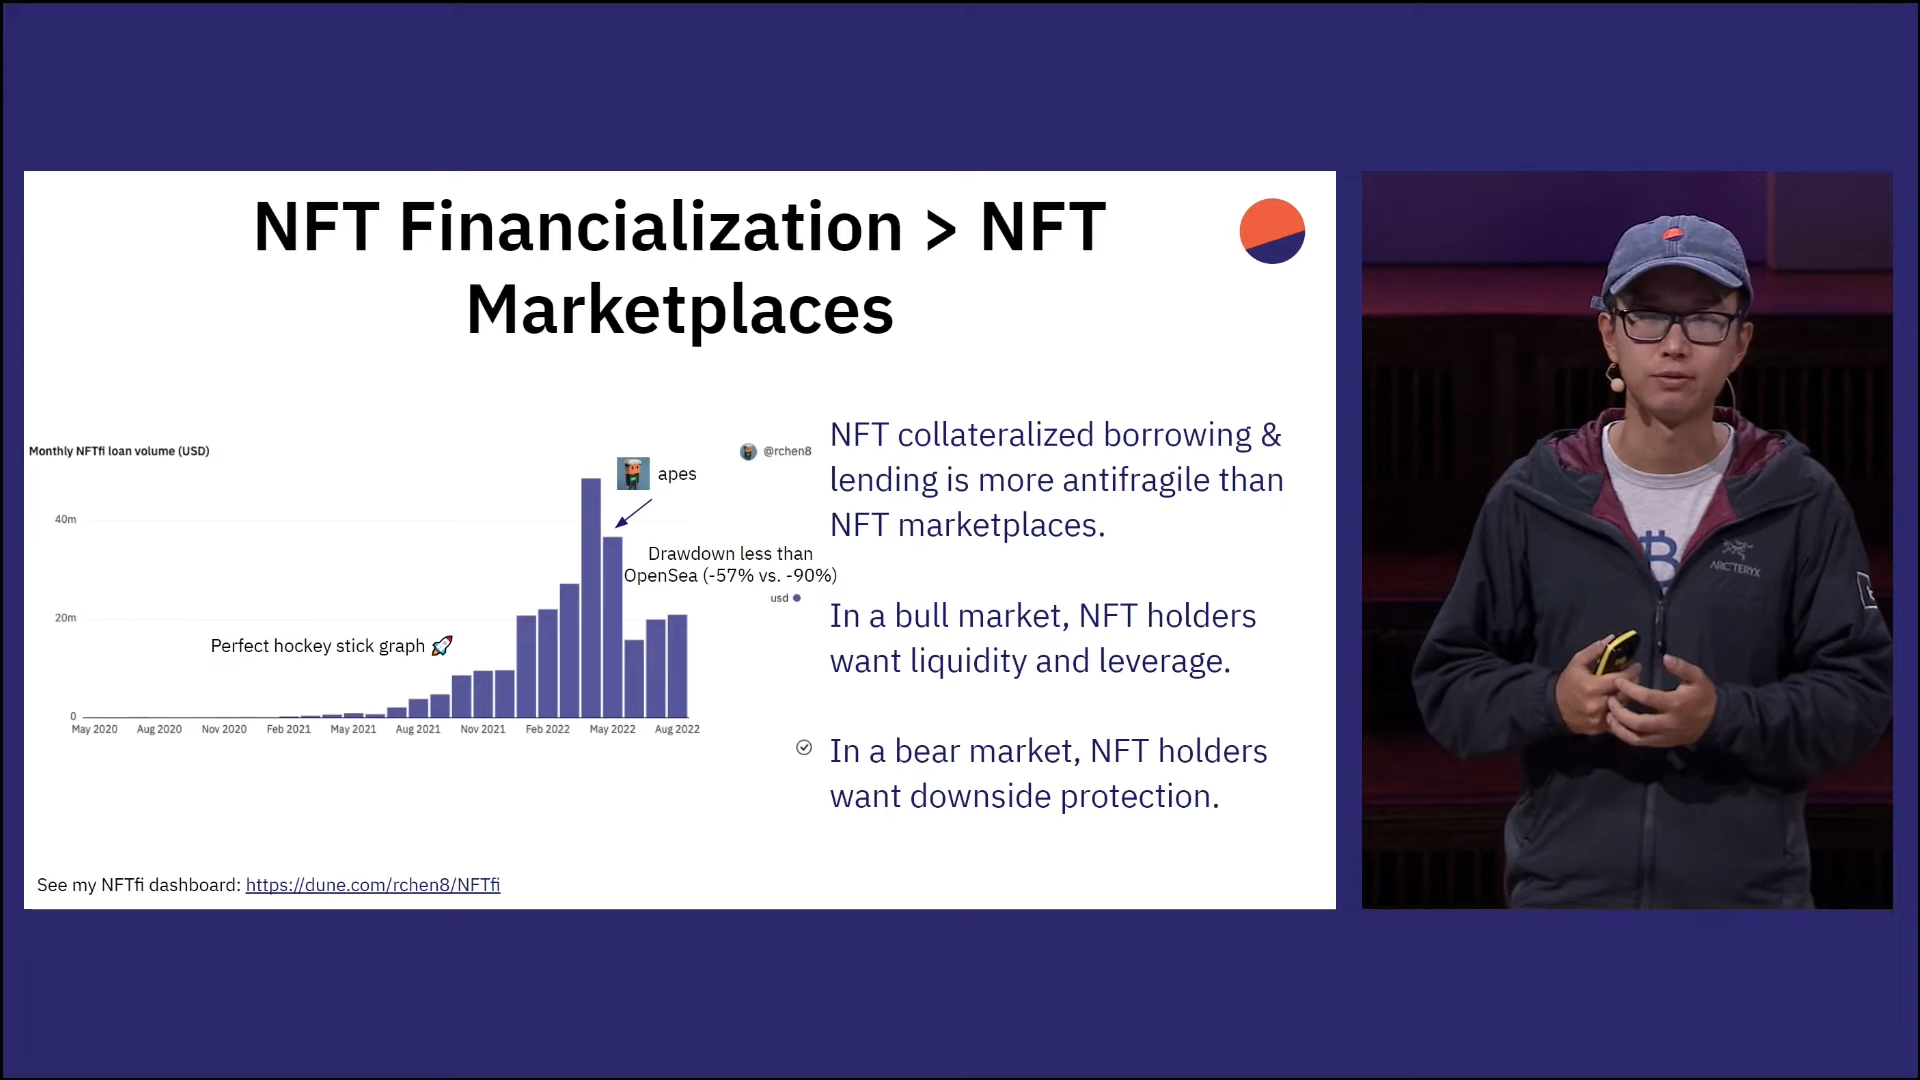 NFT Financialization > NFT
Marketplaces
Monthly NFTfi loan volume (USD)
@rchen8
apes
40m
Drawdown less than
OpenSea (-57% vs. -90%)
usd
20m
Perfect hockey stick graph 🚀
0
May 2020 Aug 2020 Nov 2020 Feb 2021 May 2021 Aug 2021 Nov 2021 Feb 2022 May 2022 Aug 2022
NFT collateralized borrowing &
lending is more antifragile than
NFT marketplaces.
In a bull market, NFT holders
want liquidity and leverage.
In a bear market, NFT holders
want downside protection.
See my NFTfi dashboard: https://dune.com/rchen8/NFTfi
ARC'TERYX